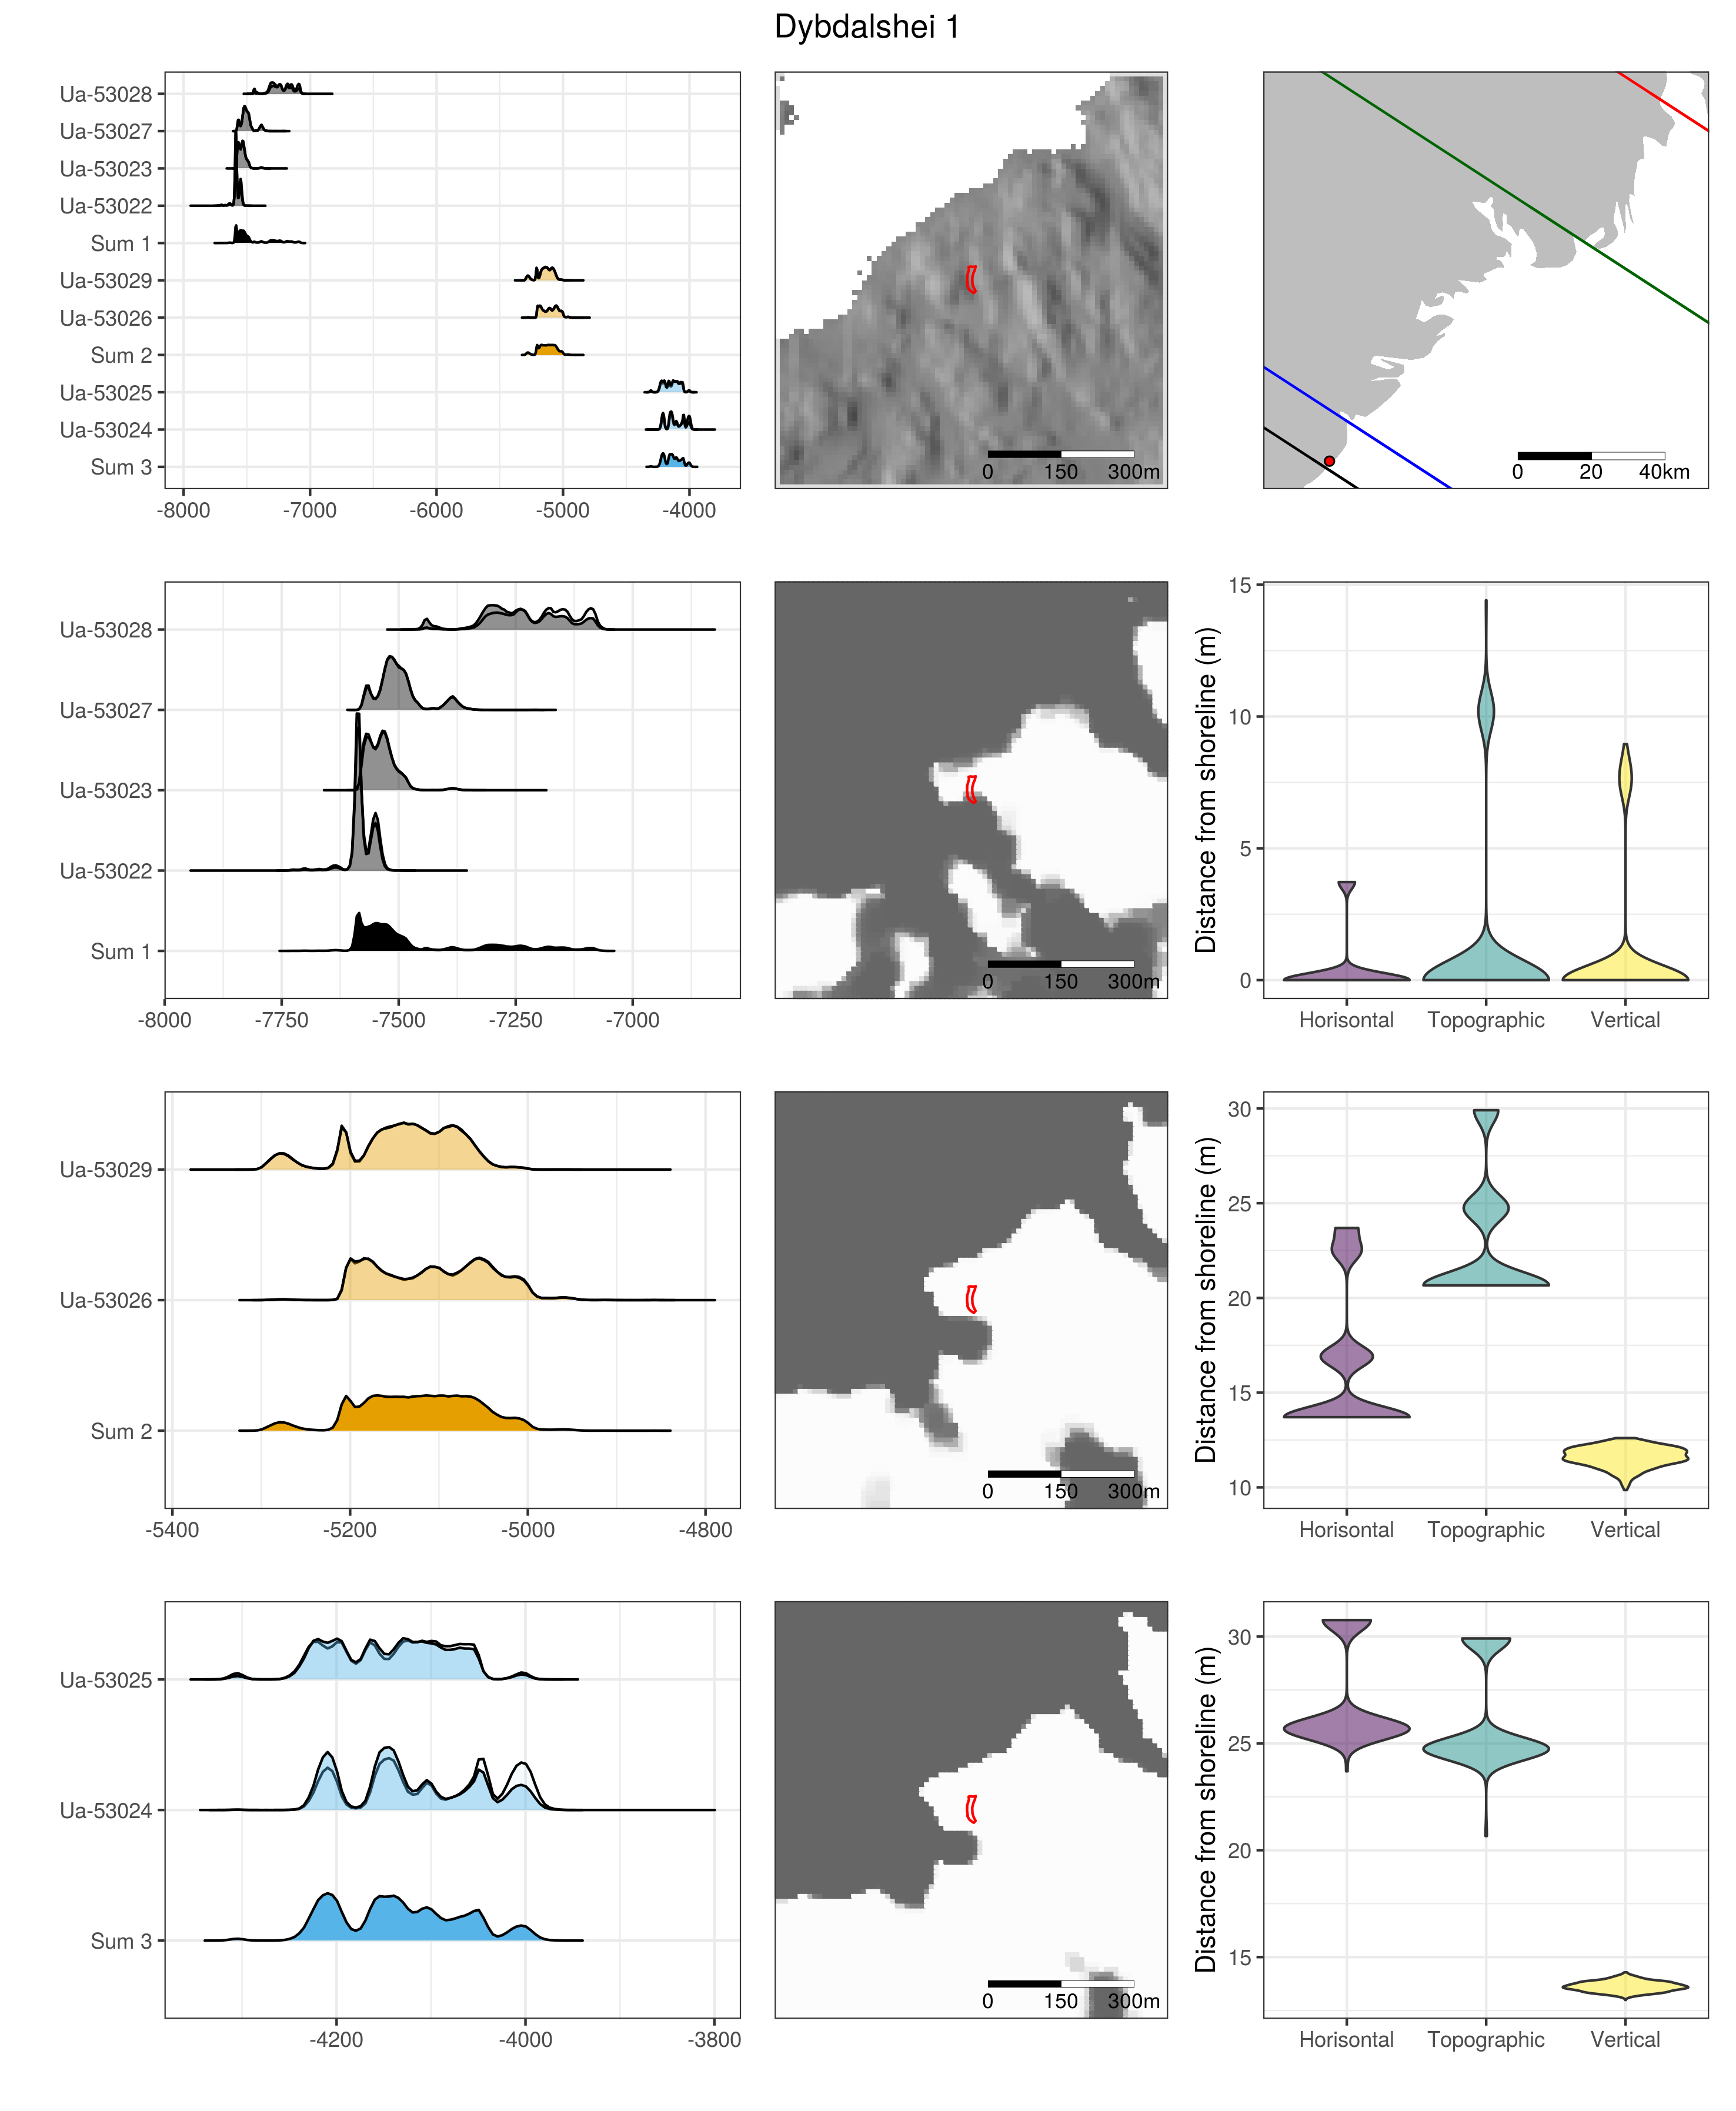 Dybdalshei 1
Ua-53028
Ua-53027
Ua-53023
Ua-53022
Sum 1
Ua-53029
Ua-53026
Sum 2
Ua-53025
Ua-53024
Sum 3
-8000 -7000 -6000 -5000 -4000
0 150 300m
0 20 40km
Ua-53028
Ua-53027
Ua-53023
Ua-53022
Sum 1
-8000 -7750 -7500 -7250 -7000
0 150 300m
Distance from shoreline (m)
15
10
5
0
Horisontal Topographic Vertical
Ua-53029
Ua-53026
Sum 2
-5400 -5200 -5000 -4800
0 150 300m
Distance from shoreline (m)
30
25
20
15
10
Horisontal Topographic Vertical
Ua-53025
Ua-53024
Sum 3
-4200 -4000 -3800
0 150 300m
Distance from shoreline (m)
30
25
20
15
Horisontal Topographic Vertical